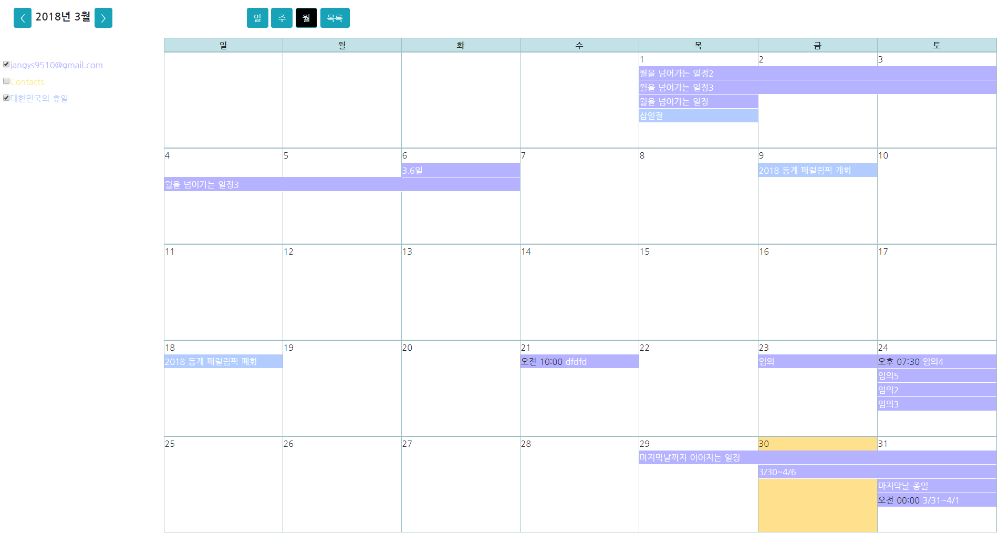 2018년 3월
일 주 월 목록
jangys9510@gmail.com
Contacts
대한민국의 휴일
일 월 화 수 목 금 토
1 2 3
월을 넘어가는 일정2
월을 넘어가는 일정3
월을 넘어가는 일정
삼일절
4 5 6 7 8 9 10
3.6일 2018 동계 패럴림픽 개회
월을 넘어가는 일정3
11 12 13 14 15 16 17
18 19 20 21 22 23 24
2018 동계 패럴림픽 폐회 오전 10:00 dfdfd 임의 오후 07:30 임의4
임의5
임의2
임의3
25 26 27 28 29 30 31
마지막날까지 이어지는 일정
3/30~4/6
마지막날-종일
오전 00:00 3/31~4/1